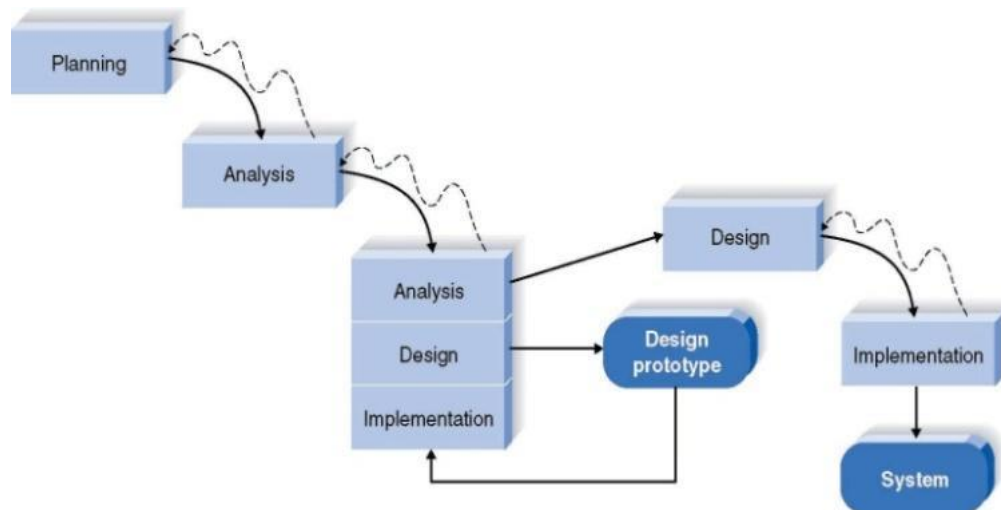 Planning
Analysis
Analysis
Design
Implementation
Design
prototype
Design
Implementation
System